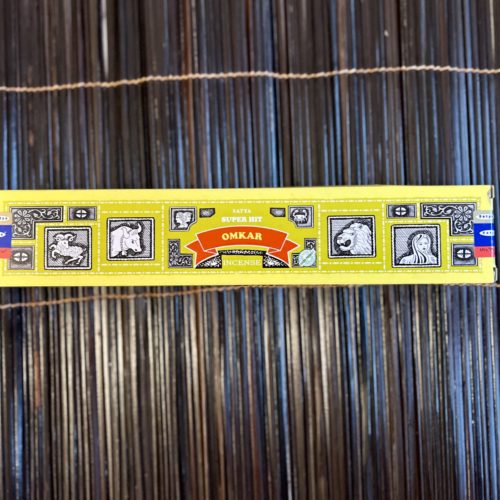 SATYA
SUPER HIT
OMKAR
INCENSE